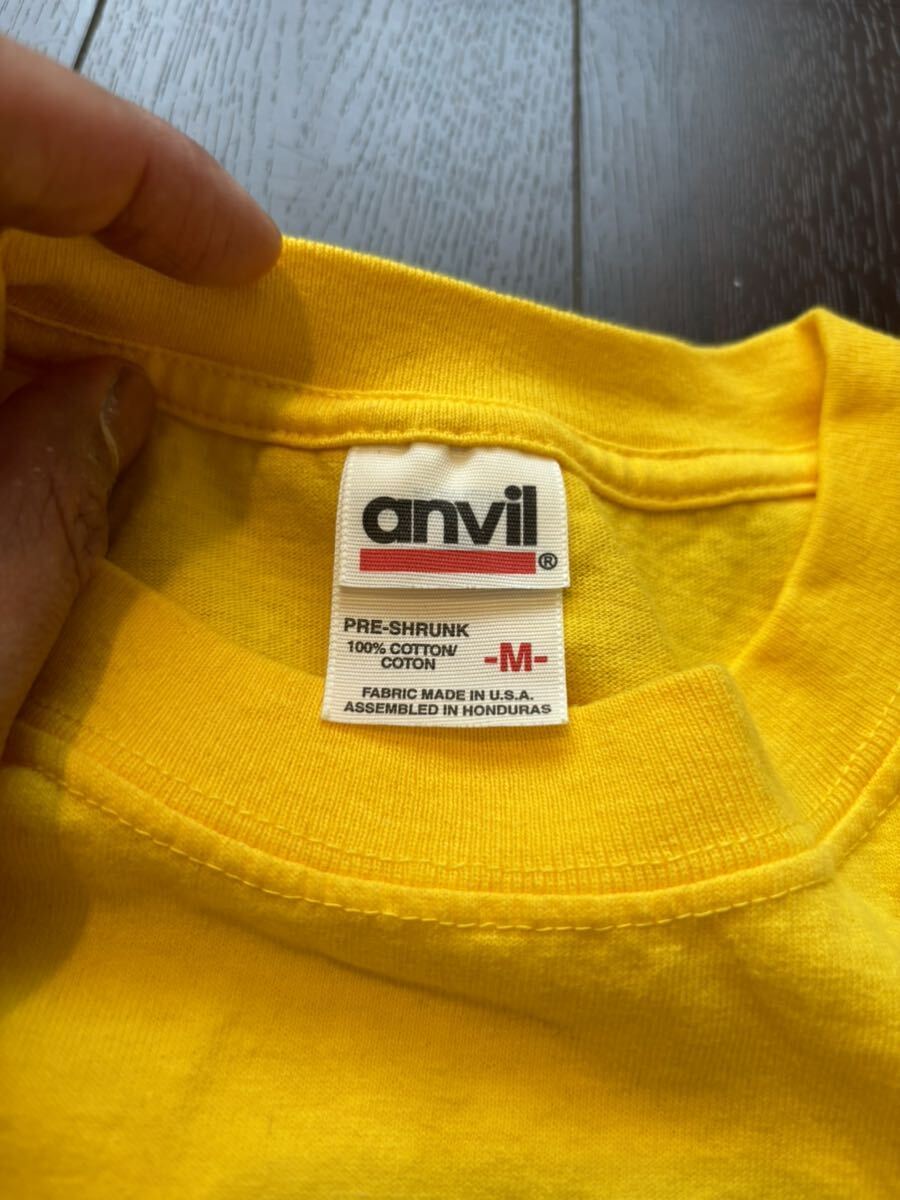 anvil®
PRE-SHRUNK
100% COTTON/
COTON
-M-
FABRIC MADE IN U.S.A.
ASSEMBLED IN HONDURAS